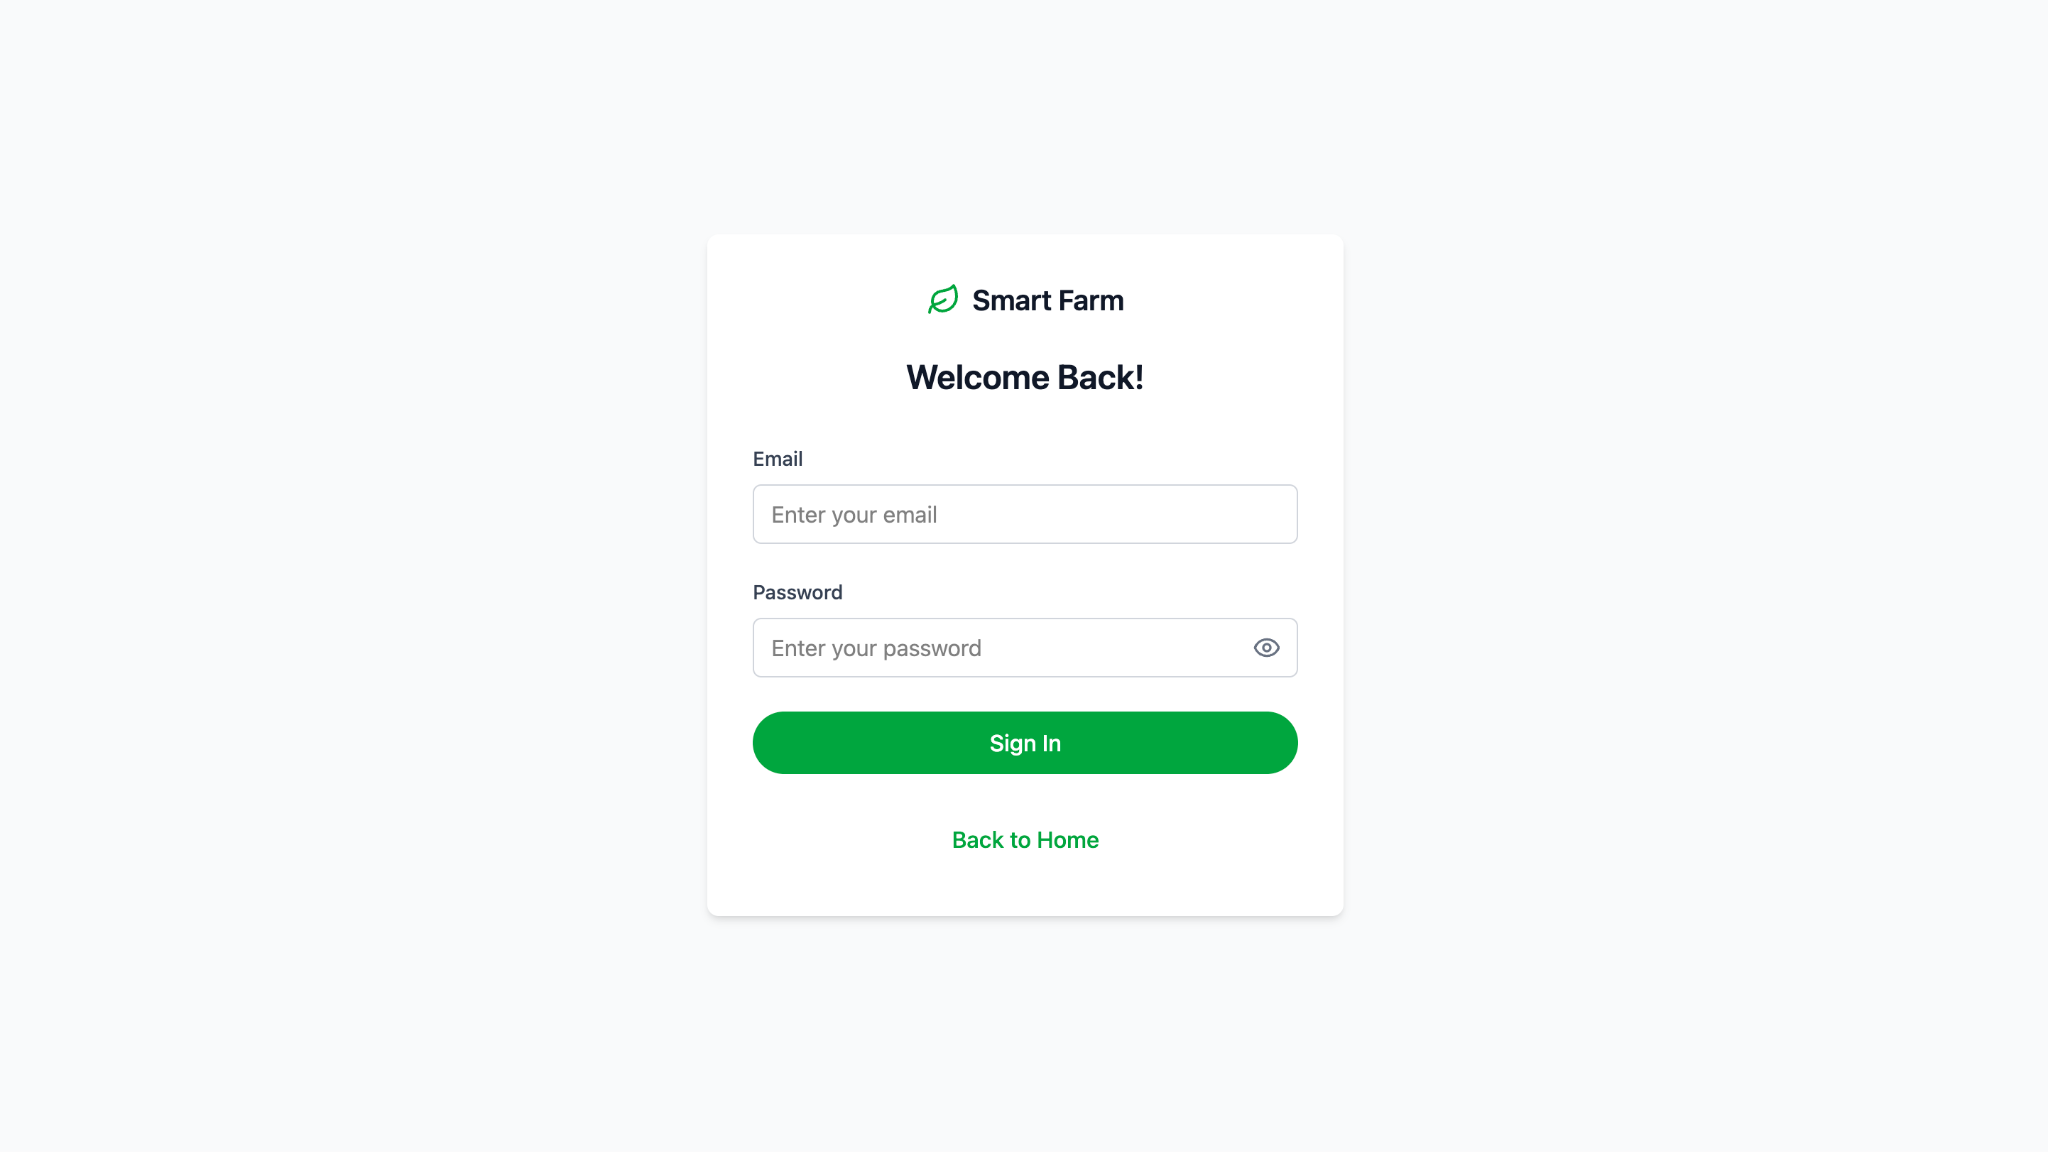 Smart Farm
Welcome Back!
Email
Enter your email
Password
Enter your password
Sign In
Back to Home